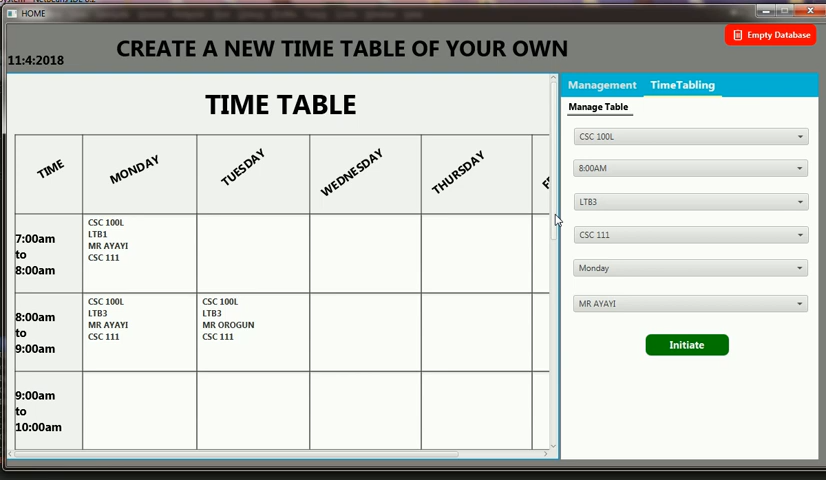 HOME
CREATE A NEW TIME TABLE OF YOUR OWN
Empty Database
11:4:2018
TIME TABLE
TIME
MONDAY
TUESDAY
WEDNESDAY
THURSDAY
7:00am
to
8:00am
CSC 100L
LTB1
MR AYAYI
CSC 111
8:00am
to
9:00am
CSC 100L
LTB3
MR AYAYI
CSC 111
CSC 100L
LTB3
MR OROGUN
CSC 111
9:00am
to
10:00am
Management TimeTabling
Manage Table
CSC 100L
8:00AM
LTB3
CSC 111
Monday
MR AYAYI
Initiate